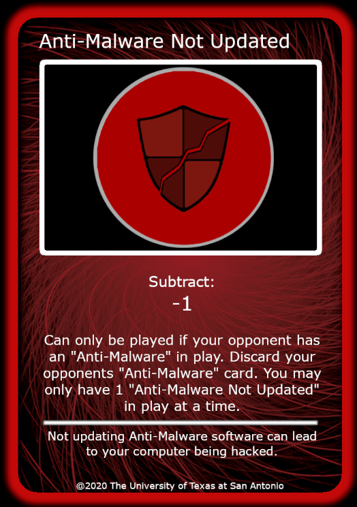 Anti-Malware Not Updated
Subtract:
-1
Can only be played if your opponent has
an "Anti-Malware" in play. Discard your
opponents "Anti-Malware" card. You may
only have 1 "Anti-Malware Not Updated"
in play at a time.
Not updating Anti-Malware software can lead
to your computer being hacked.
@2020 The University of Texas at San Antonio